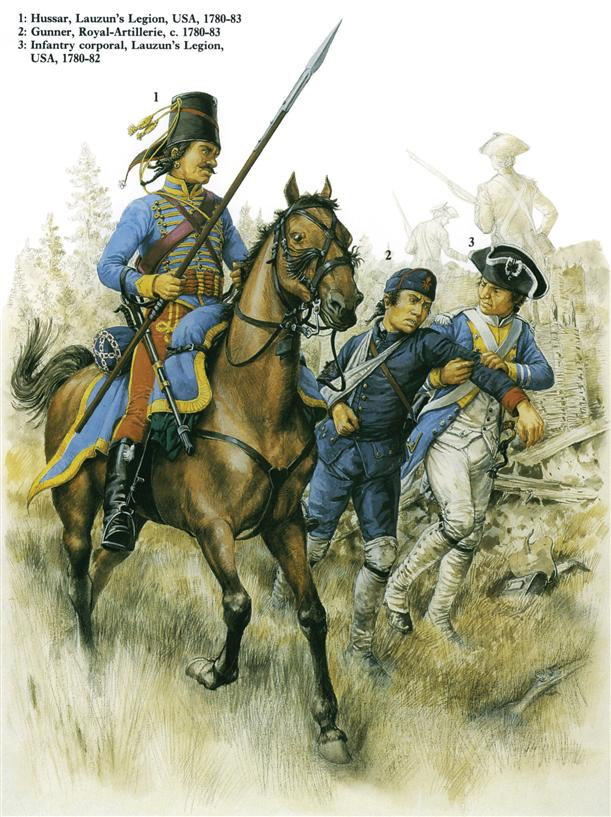 1: Hussar, Lauzun's Legion, USA, 1780-83
2: Gunner, Royal-Artillerie, c. 1780-83
3: Infantry corporal, Lauzun's Legion,
USA, 1780-82
1
2
3